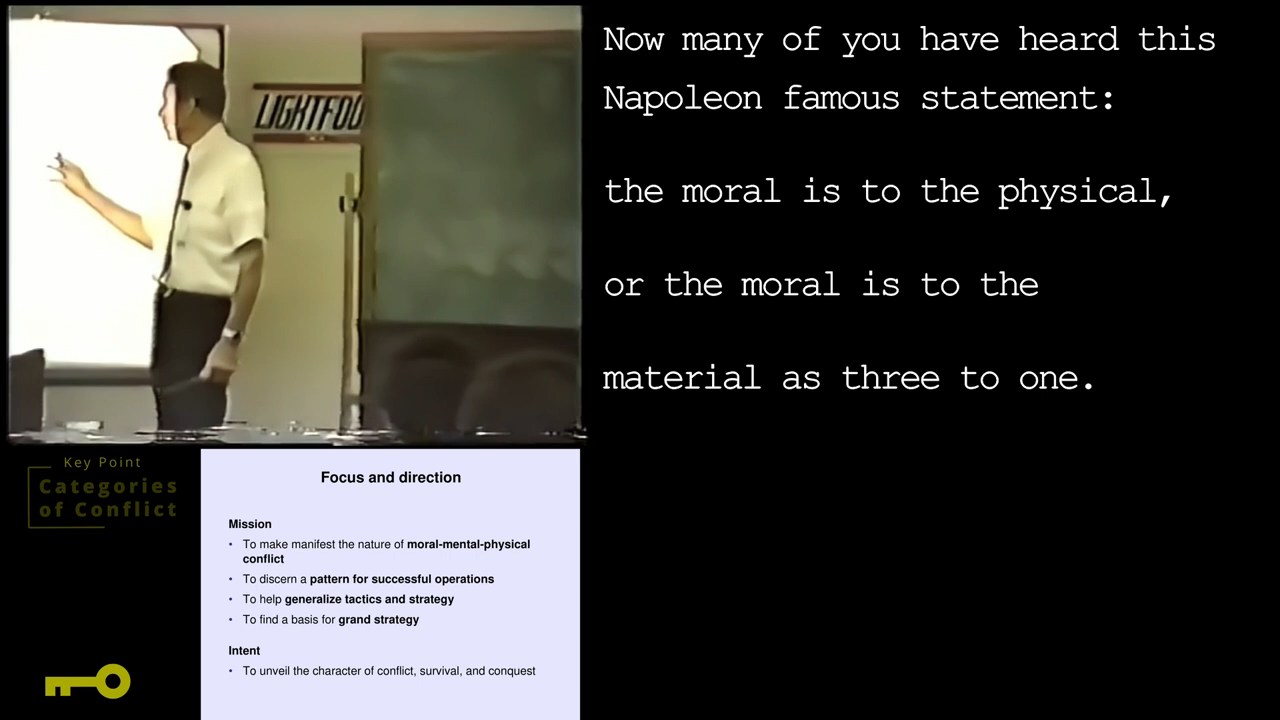 LIGHTFOO
Now many of you have heard this
Napoleon famous statement:
the moral is to the physical,
or the moral is to the
material as three to one.
Key Point
Categories
of Conflict
Focus and direction
Mission
• To make manifest the nature of moral-mental-physical
conflict
• To discern a pattern for successful operations
• To help generalize tactics and strategy
• To find a basis for grand strategy
Intent
• To unveil the character of conflict, survival, and conquest